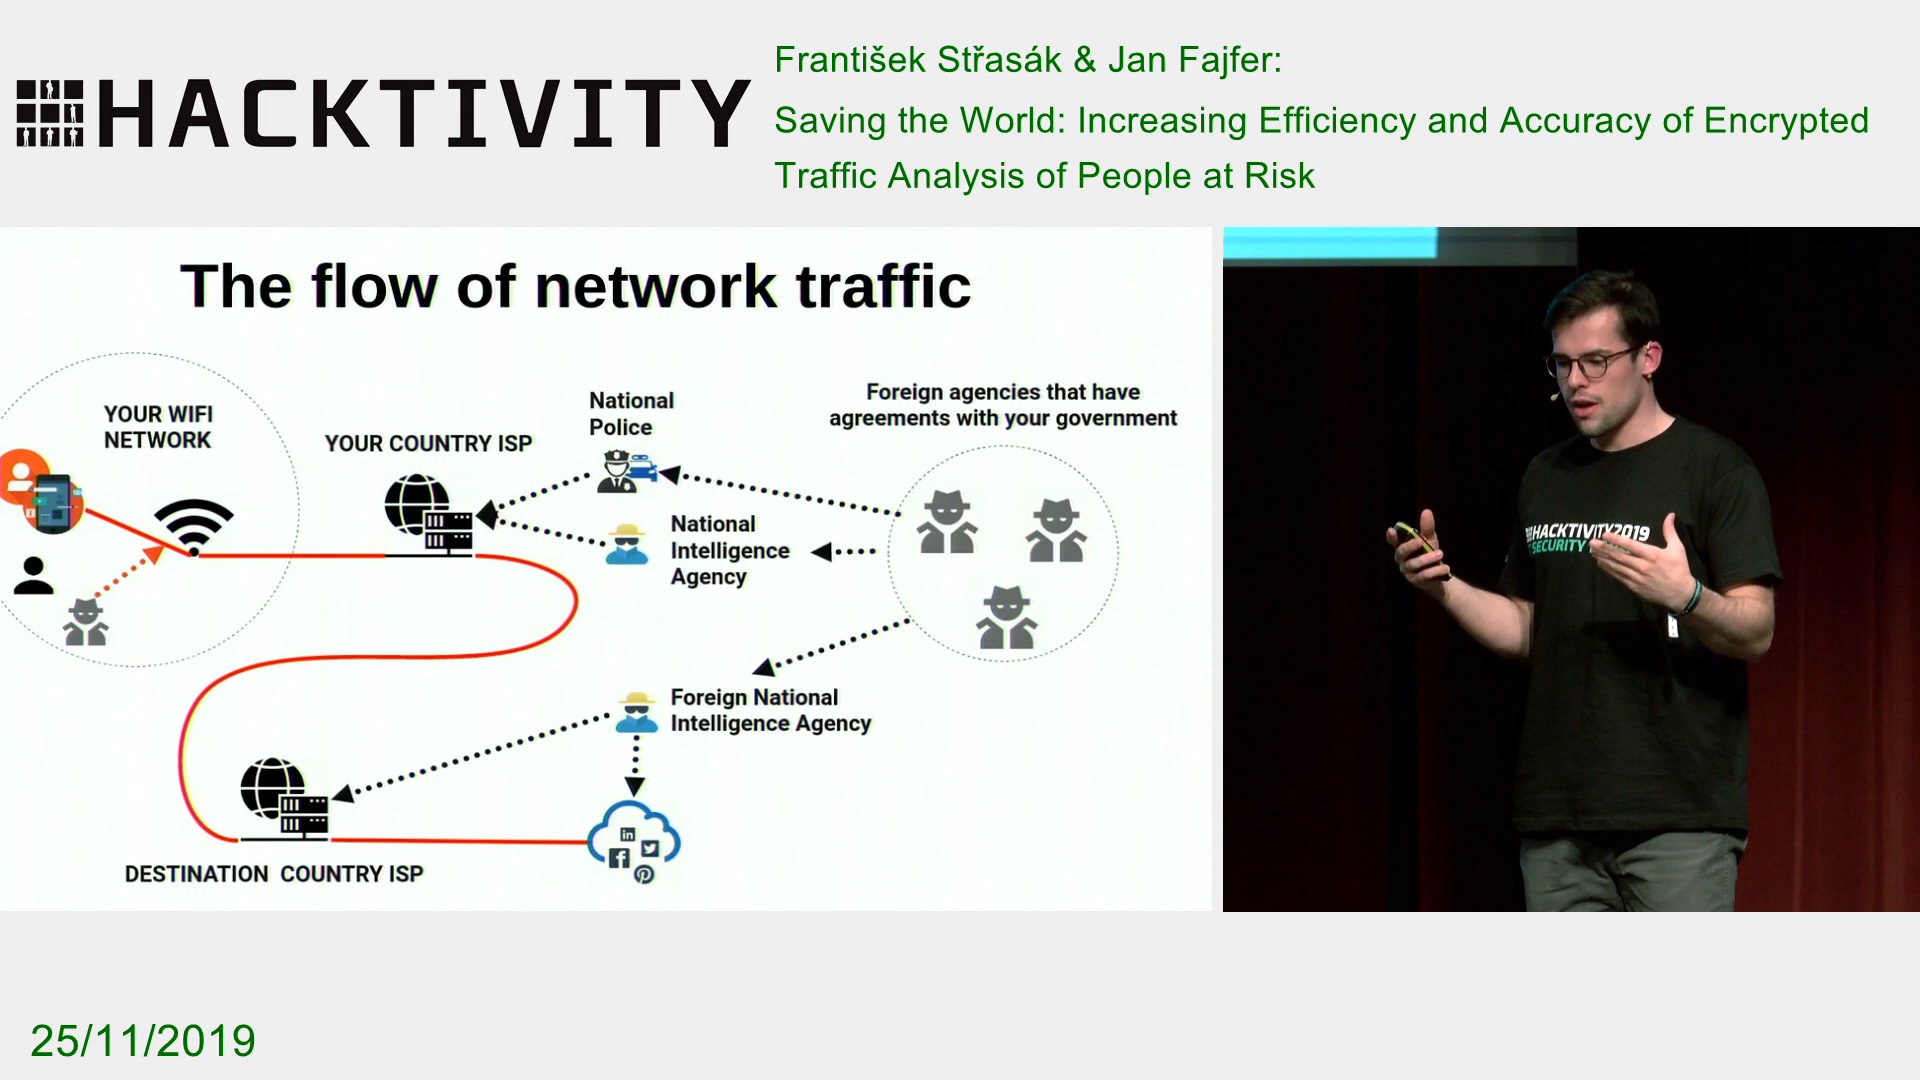 HACKTIVITY
František Střasák & Jan Fajfer:
Saving the World: Increasing Efficiency and Accuracy of Encrypted
Traffic Analysis of People at Risk
The flow of network traffic
YOUR WIFI
NETWORK
YOUR COUNTRY ISP
National
Police
Foreign agencies that have
agreements with your government
National
Intelligence
Agency
Foreign National
Intelligence Agency
DESTINATION COUNTRY ISP
in
HACKTIVITY2019
SECURITY
25/11/2019